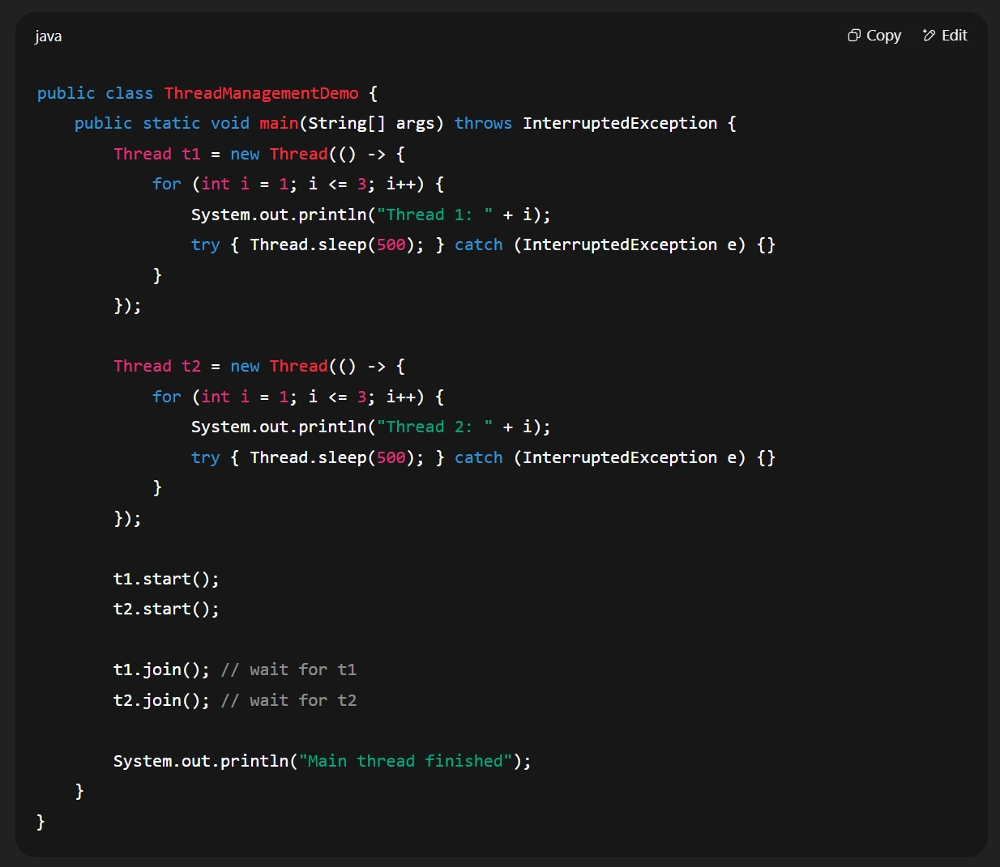 java
Copy Edit
public class ThreadManagementDemo {
    public static void main(String[] args) throws InterruptedException {
        Thread t1 = new Thread(() -> {
            for (int i = 1; i <= 3; i++) {
                System.out.println("Thread 1: " + i);
                try { Thread.sleep(500); } catch (InterruptedException e) {}
            }
        });
        Thread t2 = new Thread(() -> {
            for (int i = 1; i <= 3; i++) {
                System.out.println("Thread 2: " + i);
                try { Thread.sleep(500); } catch (InterruptedException e) {}
            }
        });
        t1.start();
        t2.start();
        t1.join(); // wait for t1
        t2.join(); // wait for t2
        System.out.println("Main thread finished");
    }
}